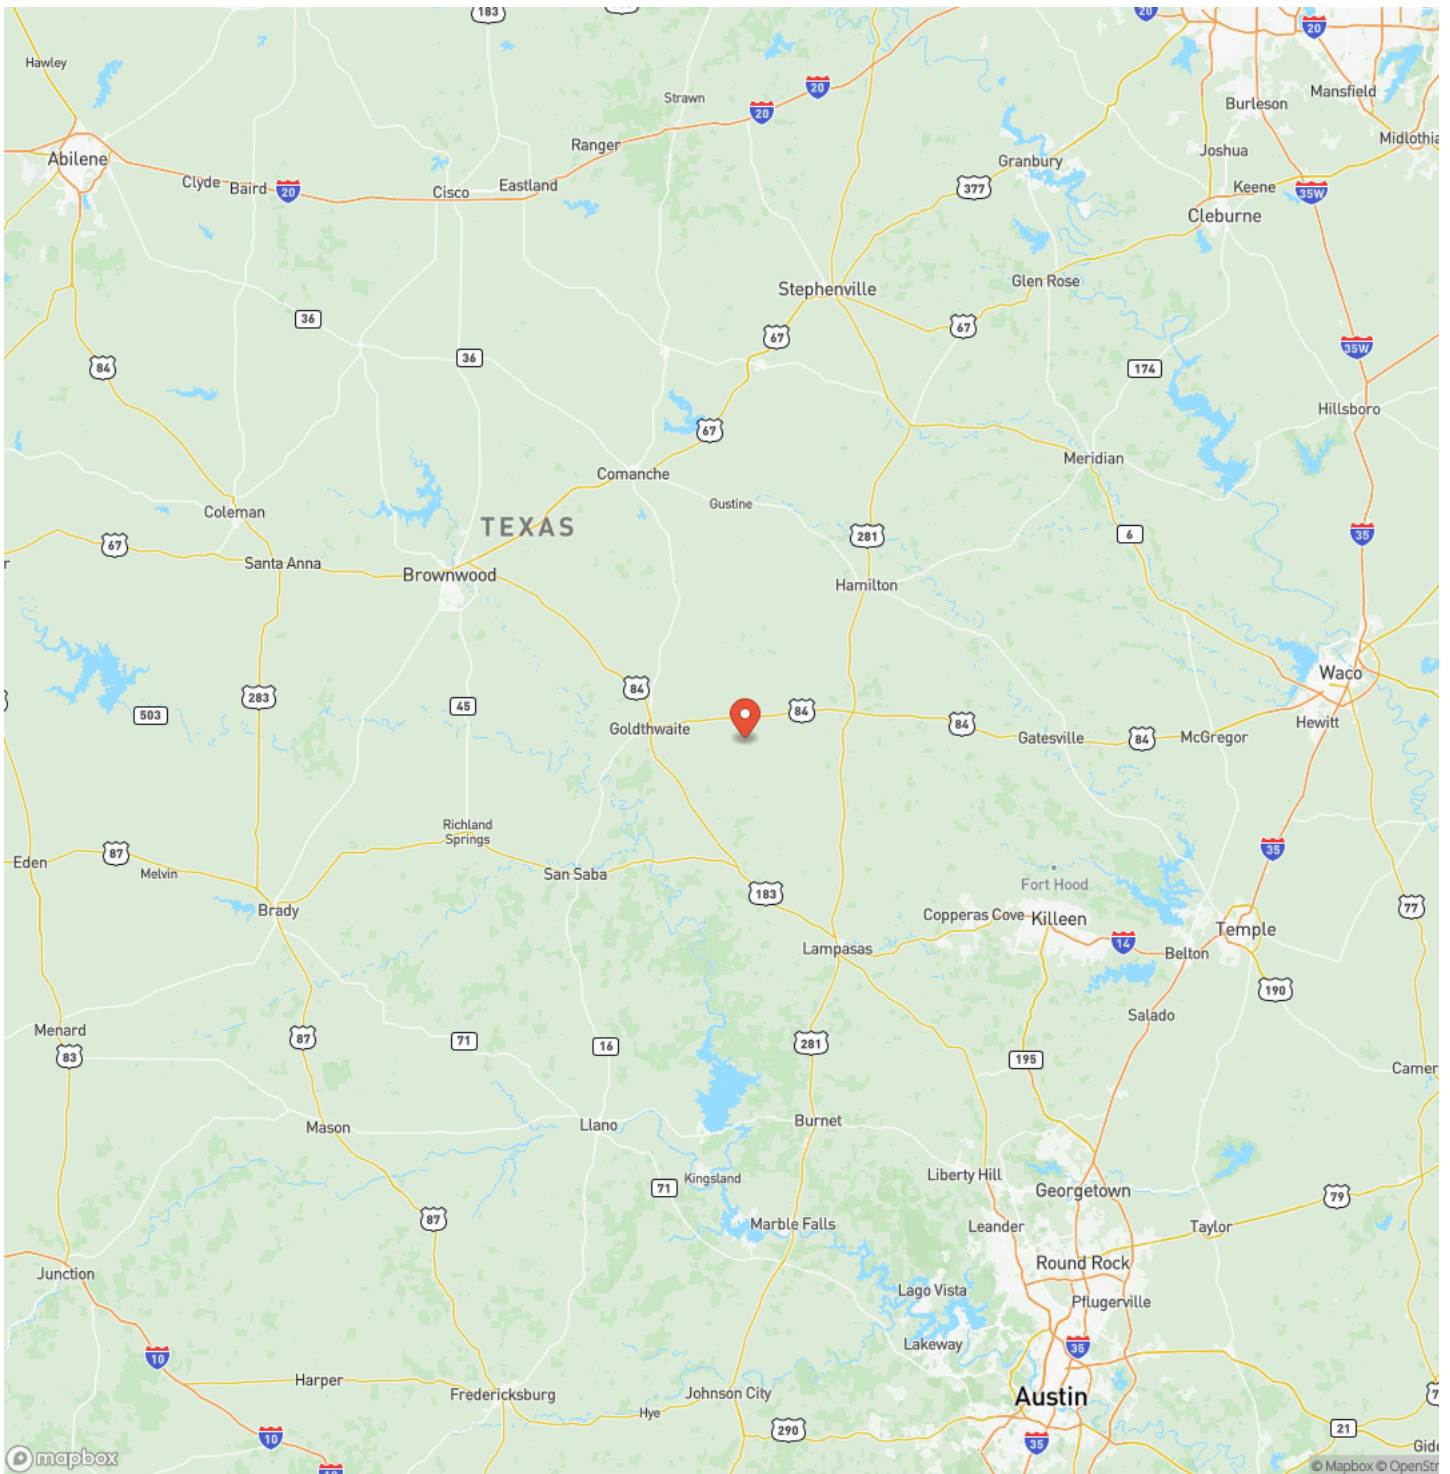 183
20
20
Hawley
20
Strawn
20
Mansfield
Burleson
Ranger
Midlothia
Abilene
Granbury
Joshua
Clyde
Baird
20
Cisco
Eastland
377
Keene
35W
Cleburne
Glen Rose
Stephenville
36
67
67
36
35W
84
174
Hillsboro
67
Meridian
Comanche
Gustine
Coleman
TEXAS
281
6
35
67
Santa Anna
Brownwood
Hamilton
Waco
84
283
45
503
84
84
Goldthwaite
Gatesville
84
McGregor
Hewitt
Richland
Springs
35
Eden
87
Melvin
San Saba
Fort Hood
183
Brady
Copperas Cove
Killeen
77
Temple
Lampasas
14
Belton
190
Salado
Menard
87
71
16
281
83
195
Camer
Mason
Llano
Burnet
Kingsland
Liberty Hill
71
Georgetown
79
87
Marble Falls
Leander
Taylor
Junction
Round Rock
Lago Vista
Pflugerville
10
Lakeway
35
Harper
Fredericksburg
Johnson City
Austin
7
Hye
290
21
10
35
Gidd
10
mapbox
© Mapbox © OpenStr